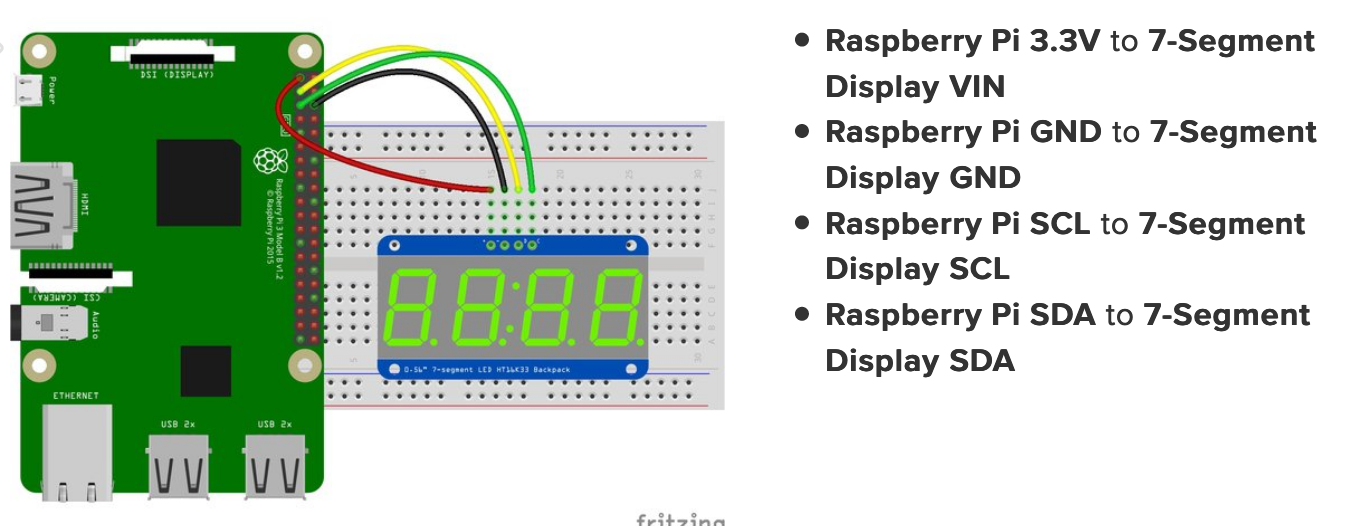 DSI (DISPLAY)
Power
HDMI
Raspberry Pi 3 Model B v1.2
© Raspberry Pi 2015
CSI (CAMERA)
Audio
ETHERNET
USB 2x
USB 2x
0.56" 7-segment LED HT16K33 Backpack
fritzing
• Raspberry Pi 3.3V to 7-Segment
Display VIN
• Raspberry Pi GND to 7-Segment
Display GND
• Raspberry Pi SCL to 7-Segment
Display SCL
• Raspberry Pi SDA to 7-Segment
Display SDA